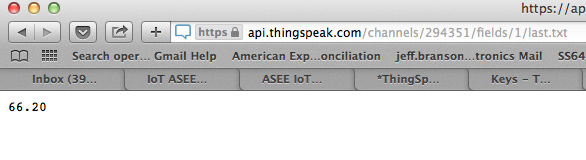 https://ap
https api.thingspeak.com/channels/294351/fields/1/last.txt
Search oper... Gmail Help American Exp...onciliation jeff.branson...tronics Mail SS64
Inbox (39... IoT ASEE... ASEE IoT... *ThingSp... Keys – T...
66.20